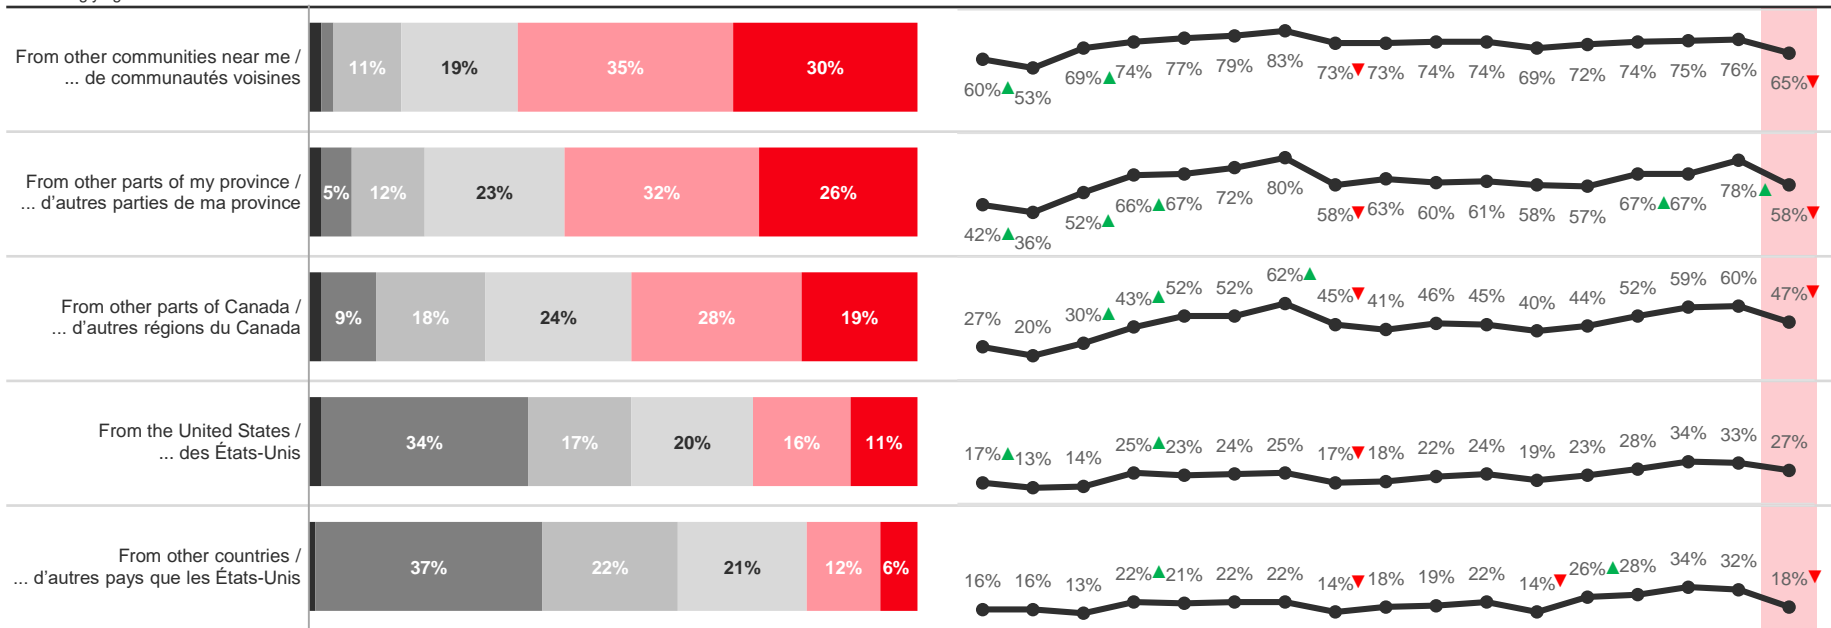 From other communities near me /
... de communautés voisines
11% 19% 35% 30%
60% 53% 69% 74% 77% 79% 83% 73% 73% 74% 74% 69% 72% 74% 75% 76% 65%
From other parts of my province /
... d'autres parties de ma province
5% 12% 23% 32% 26%
42% 36% 52% 66% 67% 72% 80% 58% 63% 60% 61% 58% 57% 67% 67% 78% 58%
From other parts of Canada /
... d'autres régions du Canada
9% 18% 24% 28% 19%
27% 20% 30% 43% 52% 52% 62% 45% 41% 46% 45% 40% 44% 52% 59% 60% 47%
From the United States /
... des États-Unis
34% 17% 20% 16% 11%
17% 13% 14% 25% 23% 24% 25% 17% 18% 22% 24% 19% 23% 28% 34% 33% 27%
From other countries /
... d'autres pays que les États-Unis
37% 22% 21% 12% 6%
16% 16% 13% 22% 21% 22% 22% 14% 18% 19% 22% 14% 26% 28% 34% 32% 18%